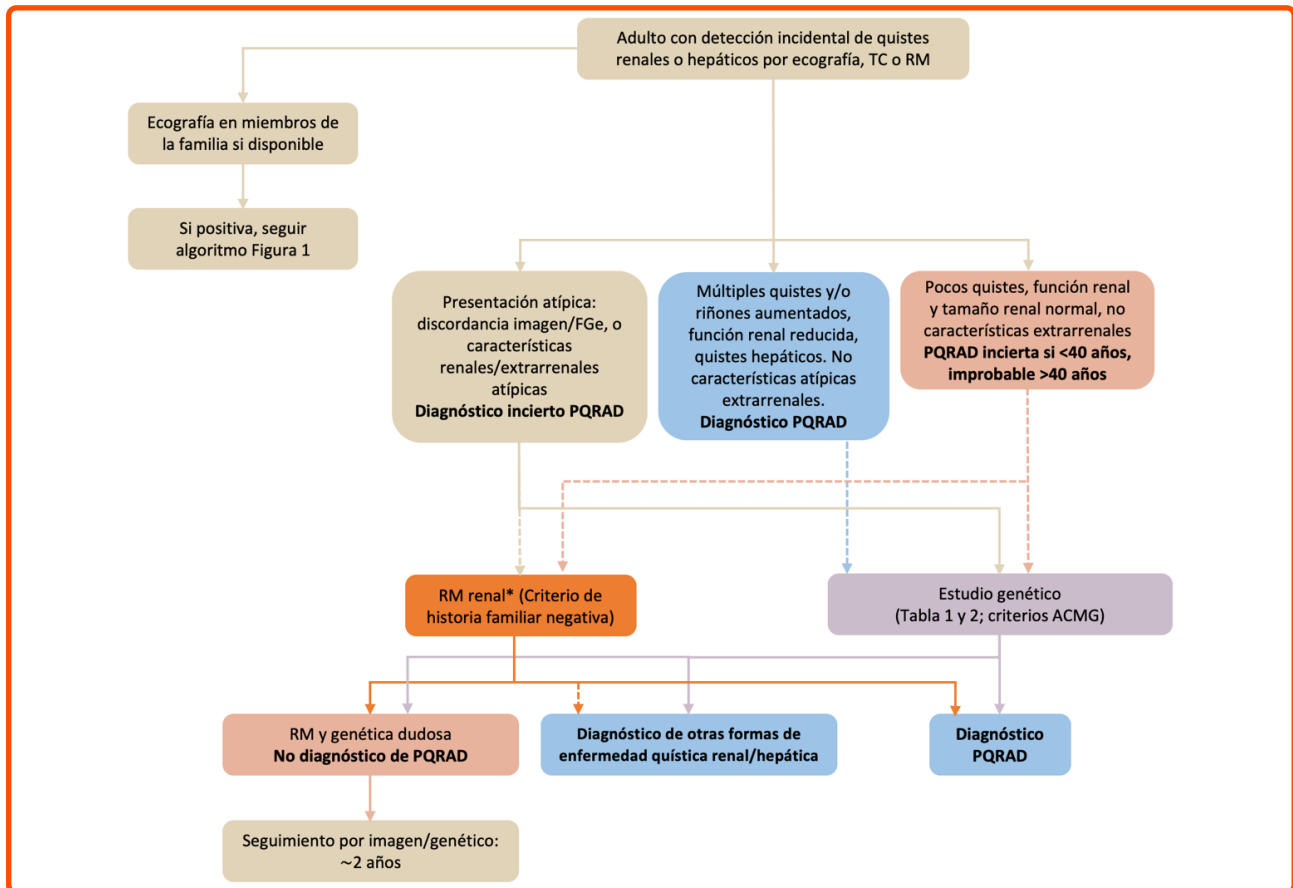 Adulto con detección incidental de quistes
renales o hepáticos por ecografía, TC o RM
Ecografía en miembros de
la familia si disponible
Si positiva, seguir
algoritmo Figura 1
Presentación atípica:
discordancia imagen/FGe, o
características
renales/extrarrenales
atípicas
Diagnóstico incierto PQRAD
Múltiples quistes y/o
riñones aumentados,
función renal reducida,
quistes hepáticos. No
características atípicas
extrarrenales.
Diagnóstico PQRAD
Pocos quistes, función renal
y tamaño renal normal, no
características extrarrenales
PQRAD incierta si <40 años,
improbable >40 años
RM renal* (Criterio de
historia familiar negativa)
Estudio genético
(Tabla 1 y 2; criterios ACMG)
RM y genética dudosa
No diagnóstico de PQRAD
Diagnóstico de otras formas de
enfermedad quística renal/hepática
Diagnóstico
PQRAD
Seguimiento por imagen/genético:
~2 años